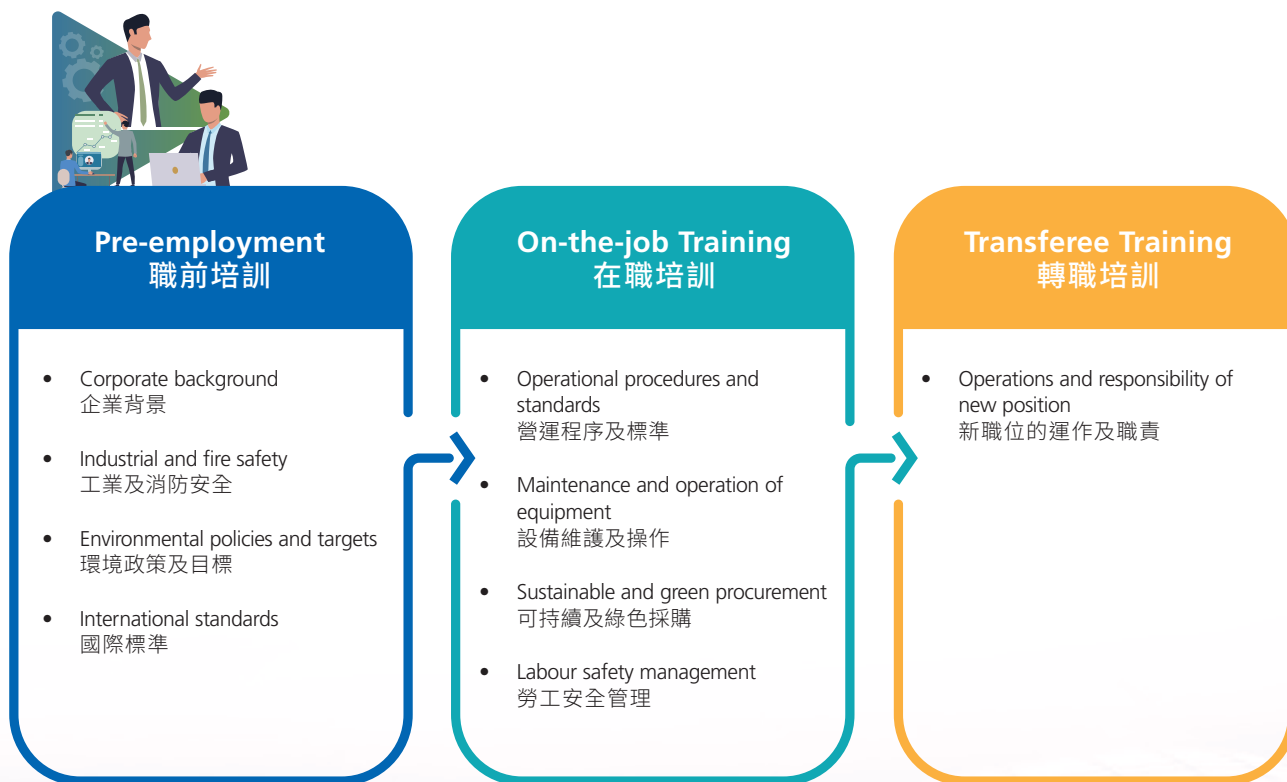 Pre-employment
職前培訓
• Corporate background
企業背景
• Industrial and fire safety
工業及消防安全
• Environmental policies and targets
環境政策及目標
• International standards
國際標準
On-the-job Training
在職培訓
• Operational procedures and
standards
營運程序及標準
• Maintenance and operation of
equipment
設備維護及操作
• Sustainable and green procurement
可持續及綠色採購
• Labour safety management
勞工安全管理
Transferee Training
轉職培訓
• Operations and responsibility of
new position
新職位的運作及職責